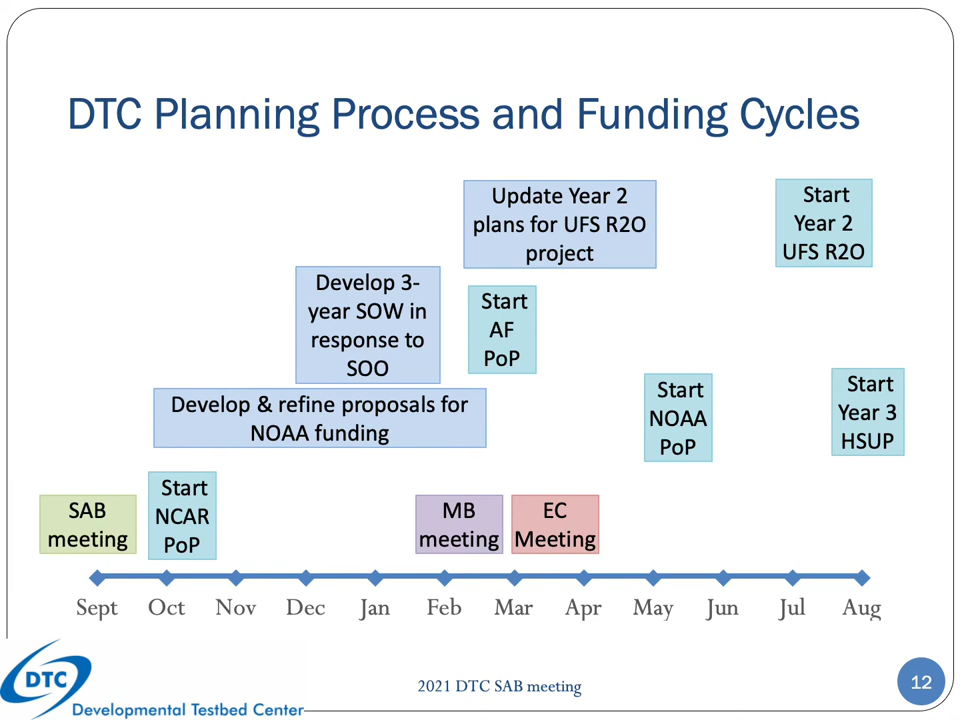 DTC Planning Process and Funding Cycles
Update Year 2
plans for UFS R2O
project
Start
Year 2
UFS R2O
Develop 3-
year SOW in
response to
SOO
Start
AF
PoP
Develop & refine proposals for
NOAA funding
Start
NOAA
PoP
Start
Year 3
HSUP
SAB
meeting
Start
NCAR
PoP
MB
meeting
EC
Meeting
Sept Oct Nov Dec Jan Feb Mar Apr May Jun Jul Aug
DTC
Developmental Testbed Center
2021 DTC SAB meeting
12